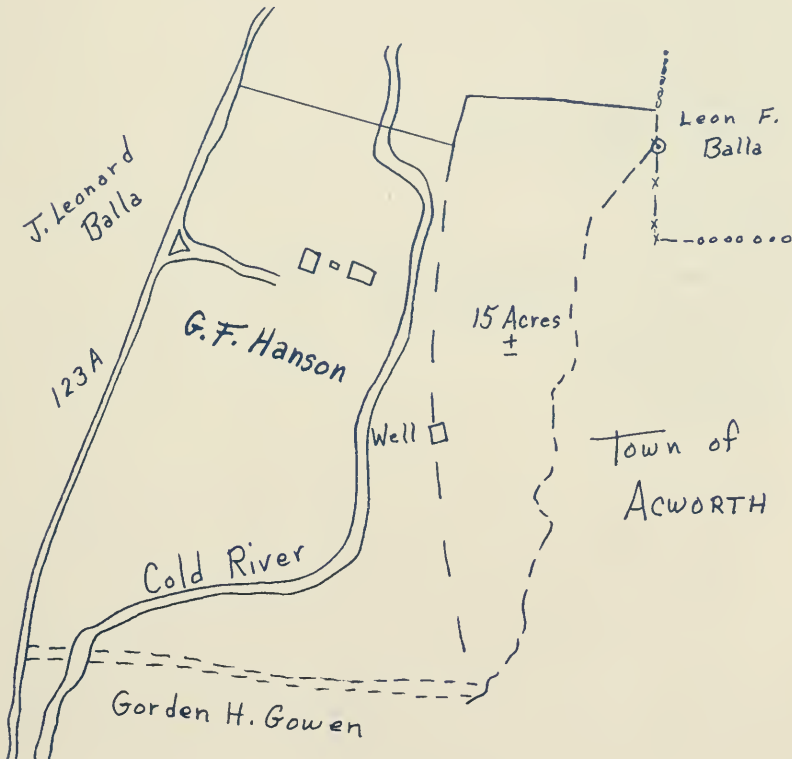 Leon F.
Balla
J. Leonard
Balla
15 Acres
±
G.F. Hanson
123A
Well
Town of
ACWORTH
Cold River
Gorden H. Gowen